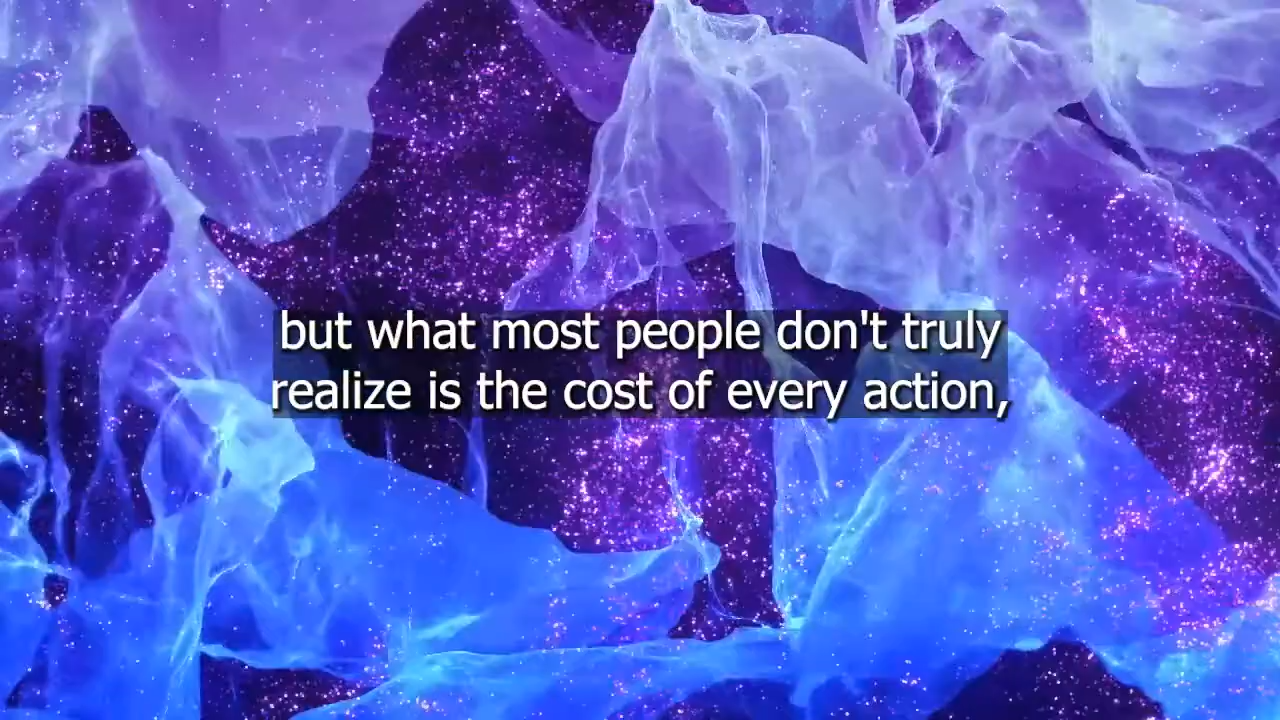 but what most people don't truly
realize is the cost of every action,